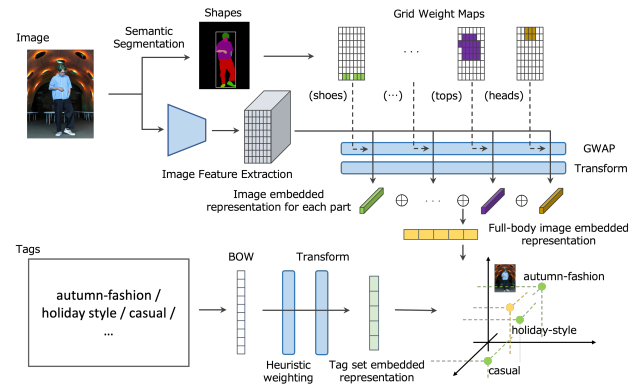 Image
Semantic
Segmentation
Shapes
Grid Weight Maps
. . .
(shoes)
(…)
(tops)
(heads)
Image Feature Extraction
GWAP
Transform
Image embedded
representation for each part
. . .
Full-body image embedded
representation
Tags
autumn-fashion /
holiday style / casual /
…
BOW
Transform
Heuristic
weighting
Tag set embedded
representation
autumn-fashion
holiday-style
casual